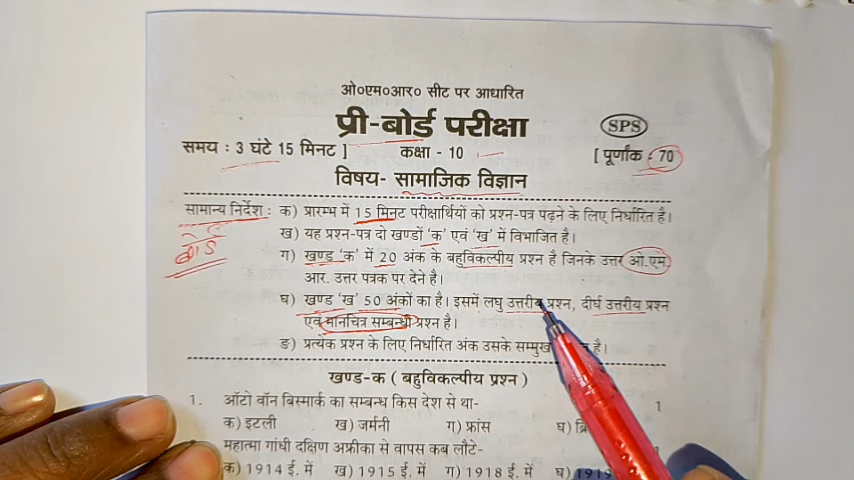 ओ०एम०आर० सीट पर आधारित
प्री-बोर्ड परीक्षा
SPS
समय : 3 घंटे 15 मिनट ] कक्षा - 10 [ पूर्णांक : 70
विषय- सामाजिक विज्ञान
सामान्य निर्देश : क) प्रारम्भ में 15 मिनट परीक्षार्थियों को प्रश्न-पत्र पढ़ने के लिए निर्धारित है।
ख) यह प्रश्न-पत्र दो खण्डों 'क' एवं 'ख' में विभाजित है।
बोर्ड
ग) खण्ड 'क' में 20 अंक के बहुविकल्पीय प्रश्न है जिनके उत्तर ओ.एम.
आर. उत्तर पत्रक पर देने है।
घ) खण्ड 'ख' 50 अंकों का है। इसमें लघु उत्तरीय प्रश्न, दीर्घ उत्तरीय प्रश्न
एवं मानचित्र सम्बन्धी प्रश्न है।
ङ) प्रत्येक प्रश्न के लिए निर्धारित अंक उसके सम्मुख है।
खण्ड-क ( बहुविकल्पीय प्रश्न )
1. ऑटो वॉन बिस्मार्क का सम्बन्ध किस देश से था- 1
क) इटली ख) जर्मनी ग) फ्रांस घ)
महात्मा गांधी दक्षिण अफ्रीका से वापस कब लौटे-
क) 1914 ई. में ख) 1915 ई. में ग) 1918 ई. में घ) 1919